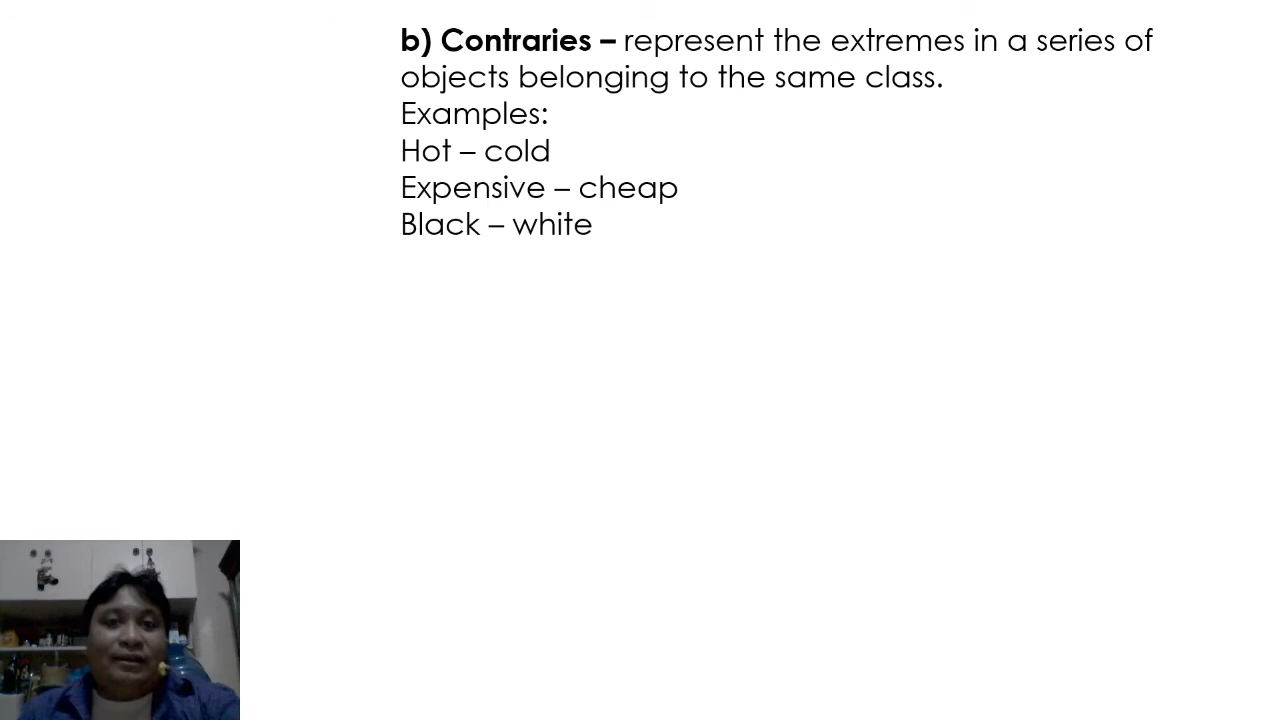 b) Contraries – represent the extremes in a series of
objects belonging to the same class.
Examples:
Hot – cold
Expensive – cheap
Black – white